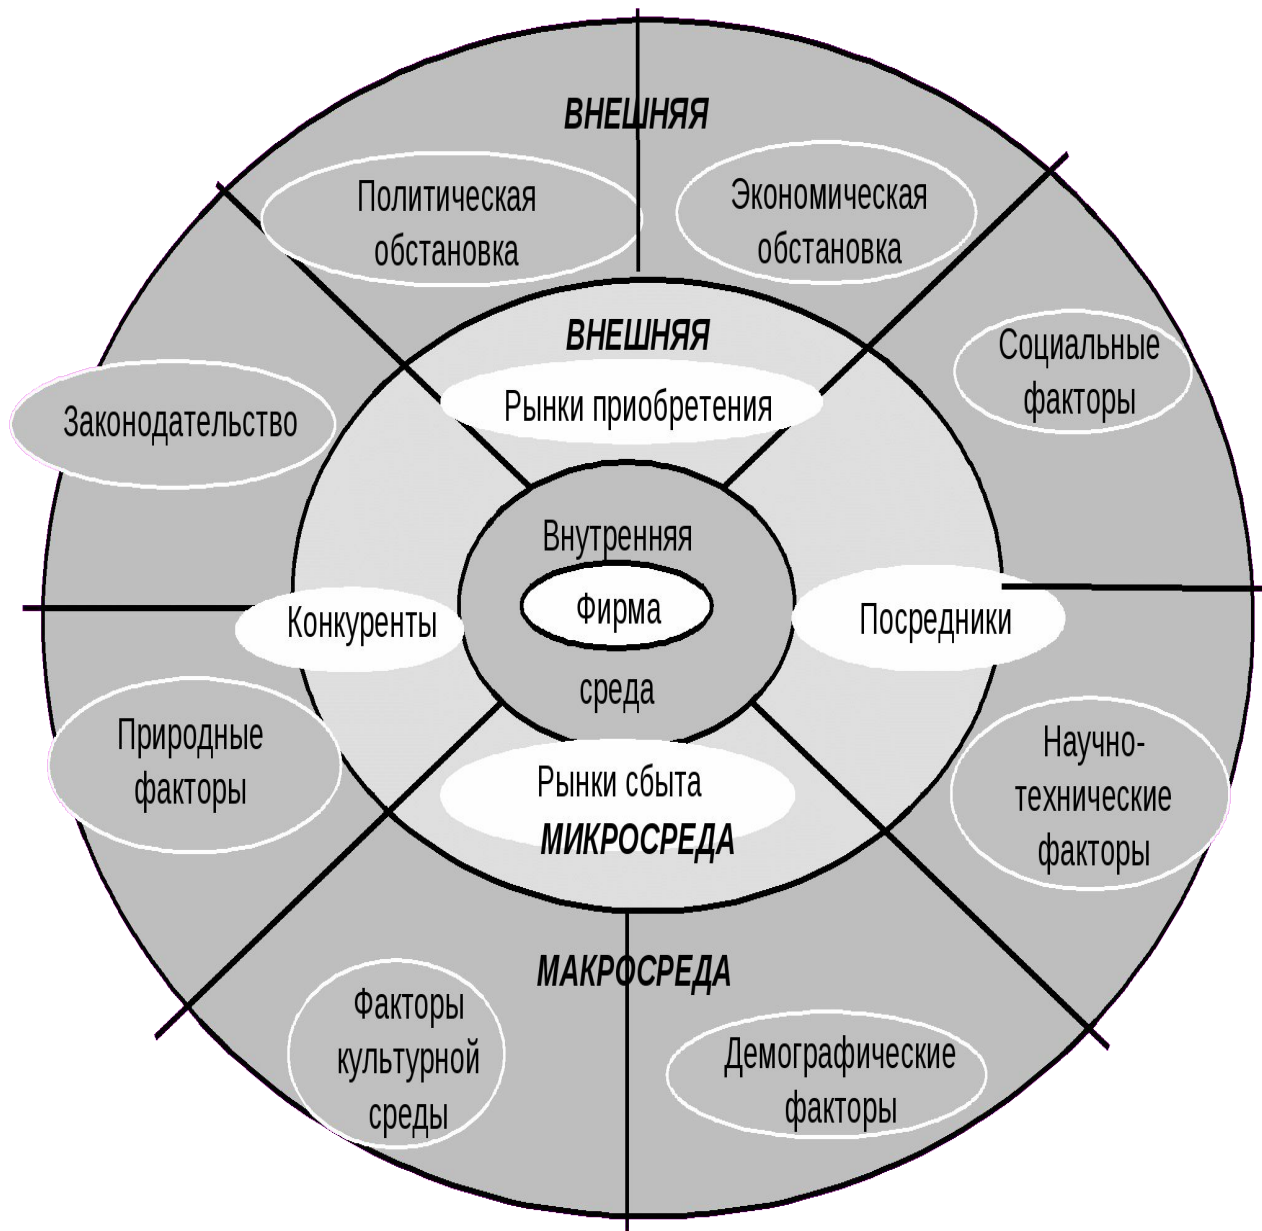 ВНЕШНЯЯ
Политическая
обстановка
Экономическая
обстановка
ВНЕШНЯЯ
Рынки приобретения
Социальные
факторы
Законодательство
Внутренняя
Фирма
среда
Конкуренты
Посредники
Природные
факторы
Рынки сбыта
МИКРОСРЕДА
Научно-
технические
факторы
МАКРОСРЕДА
Факторы
культурной
среды
Демографические
факторы